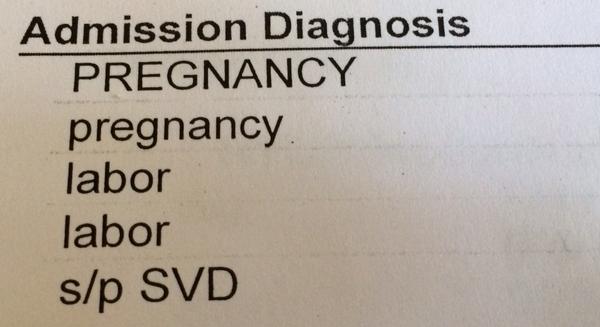 Admission Diagnosis
PREGNANCY
pregnancy
labor
labor
s/p SVD